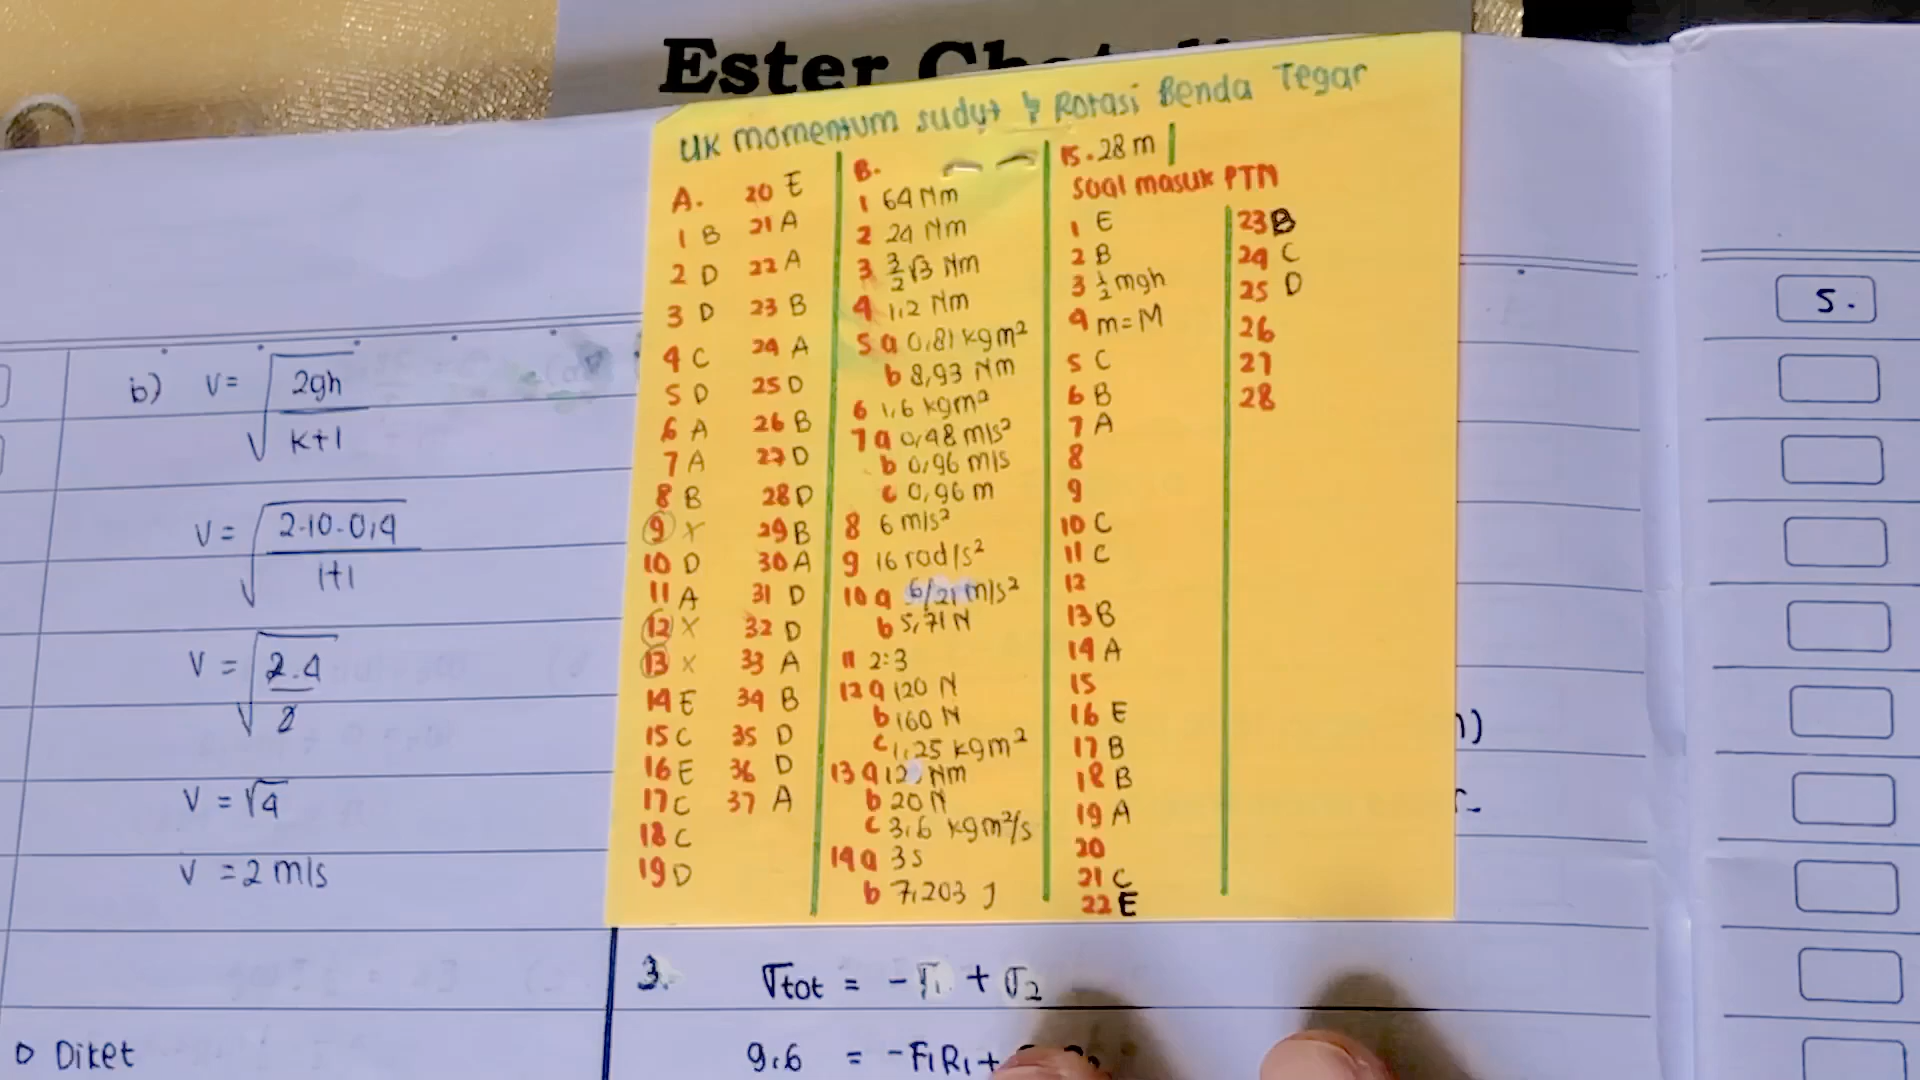 Ester
UK momentum sudut & Rotasi Benda Tegar
A.
1 B
2 D
3 D
4 C
5 D
6 A
7 A
8 B
9 X
10 D
11 A
12 X
13 X
14 E
15 C
16 E
17 C
18 C
19 D
20 E
21 A
22 A
23 B
24 A
25 D
26 B
27 D
28 D
29 B
30 A
31 D
32 D
33 A
34 B
35 D
36 D
37 A
B.
1 64 Nm
2 24 Nm
3 3/2 √3 Nm
4 1,2 Nm
5 a 0,81 kgm²
b 8,93 Nm
6 1,6 kgm²
7 a 0,48 m/s²
b 0,96 m/s
c 0,96 m
8 6 m/s²
9 16 rad/s²
10 a 6/21 m/s²
b 5,71 N
11 2:3
12 a 120 N
b 160 N
c 1,25 kgm²
13 a 12 Nm
b 20 N
c 3,6 kgm²/s
14 a 3 s
b 7,203 J
15. 28 m
Soal masuk PTN
1 E
2 B
3 ½ mgh
4 m = M
5 C
6 B
7 A
8
9
10 C
11 C
12
13 B
14 A
15
16 E
17 B
18 B
19 A
20
21 C
22 E
23 B
24 C
25 D
26
27
28
b) v = √2gh/k+1
v = √2.10.0,4/1+1
v = √2.4/2
v = √4
v = 2 m/s
D Diket
3. τtot = -τ1 + τ2
9,6 = -F1R1 +
5.